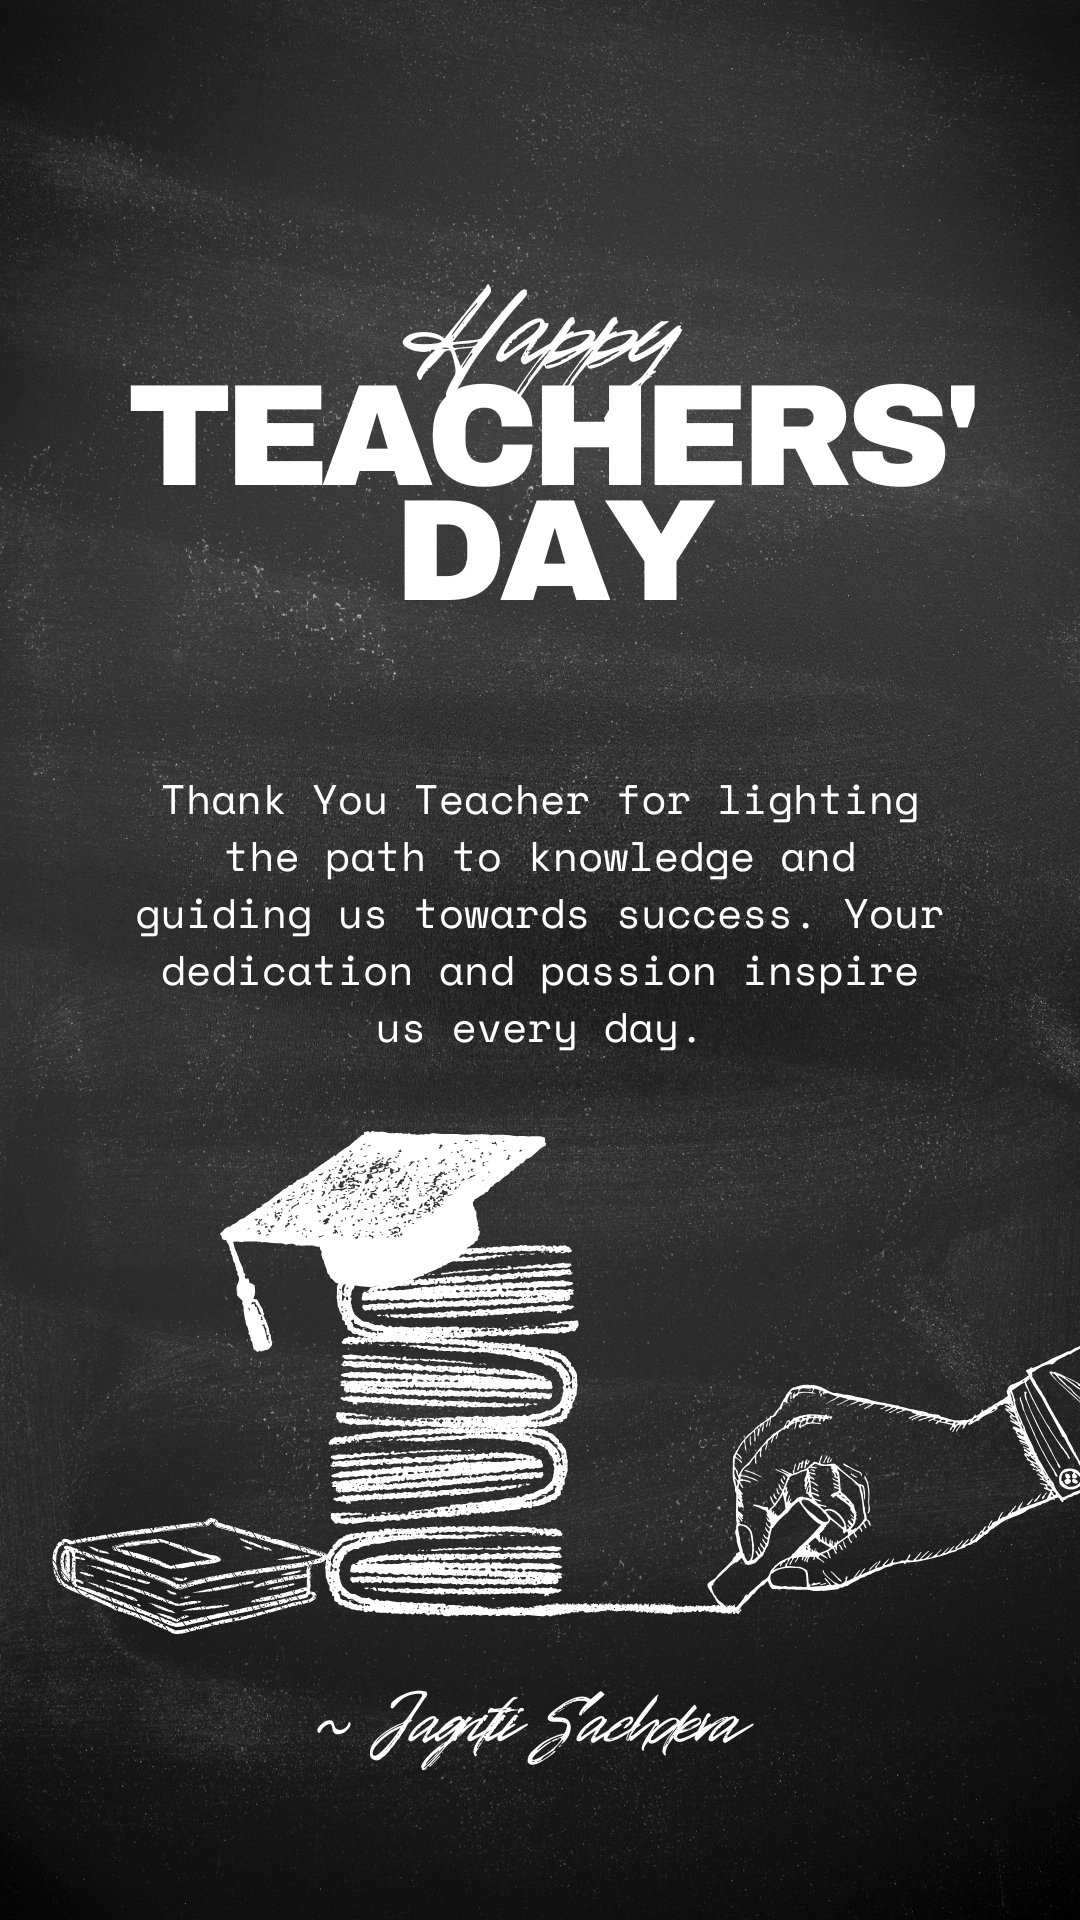 Happy
TEACHERS'
DAY
Thank You Teacher for lighting
the path to knowledge and
guiding us towards success. Your
dedication and passion inspire
us every day.
~ Jagriti Sachdeva